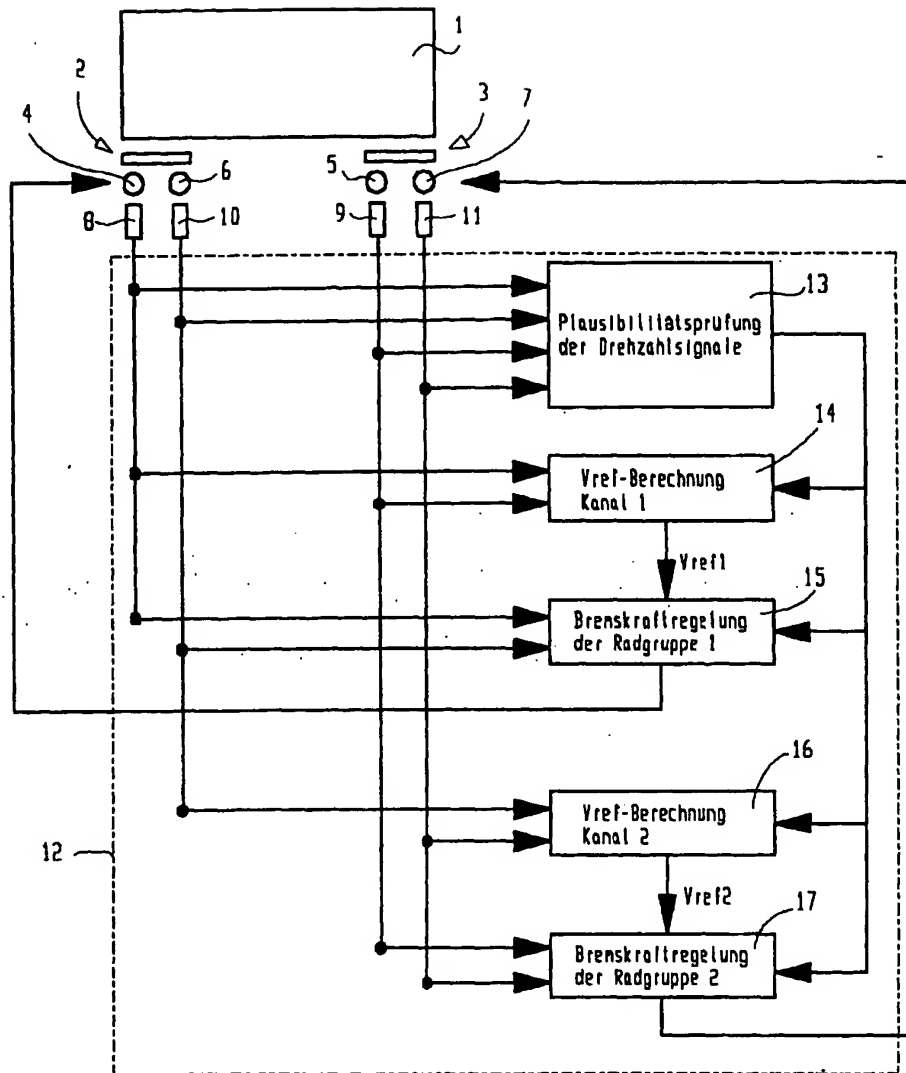 1
2
3
4
7
6
5
8
10
9
11
13
Plausibilitätsprüfung
der Drehzahlsignale
14
Vref-Berechnung
Kanal 1
Vref1
15
Bremskraftregelung
der Radgruppe 1
16
Vref-Berechnung
Kanal 2
12
Vref2
17
Bremskraftregelung
der Radgruppe 2